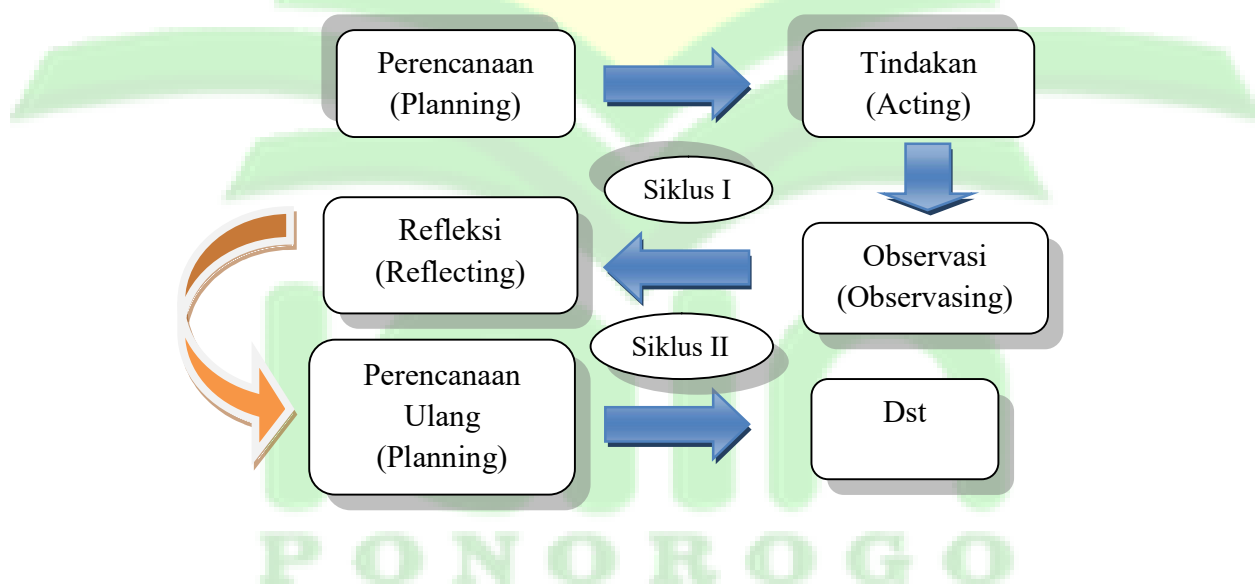 Perencanaan
(Planning)
Tindakan
(Acting)
Siklus I
Refleksi
(Reflecting)
Observasi
(Observasing)
Siklus II
Perencanaan
Ulang
(Planning)
Dst
PONOROGO